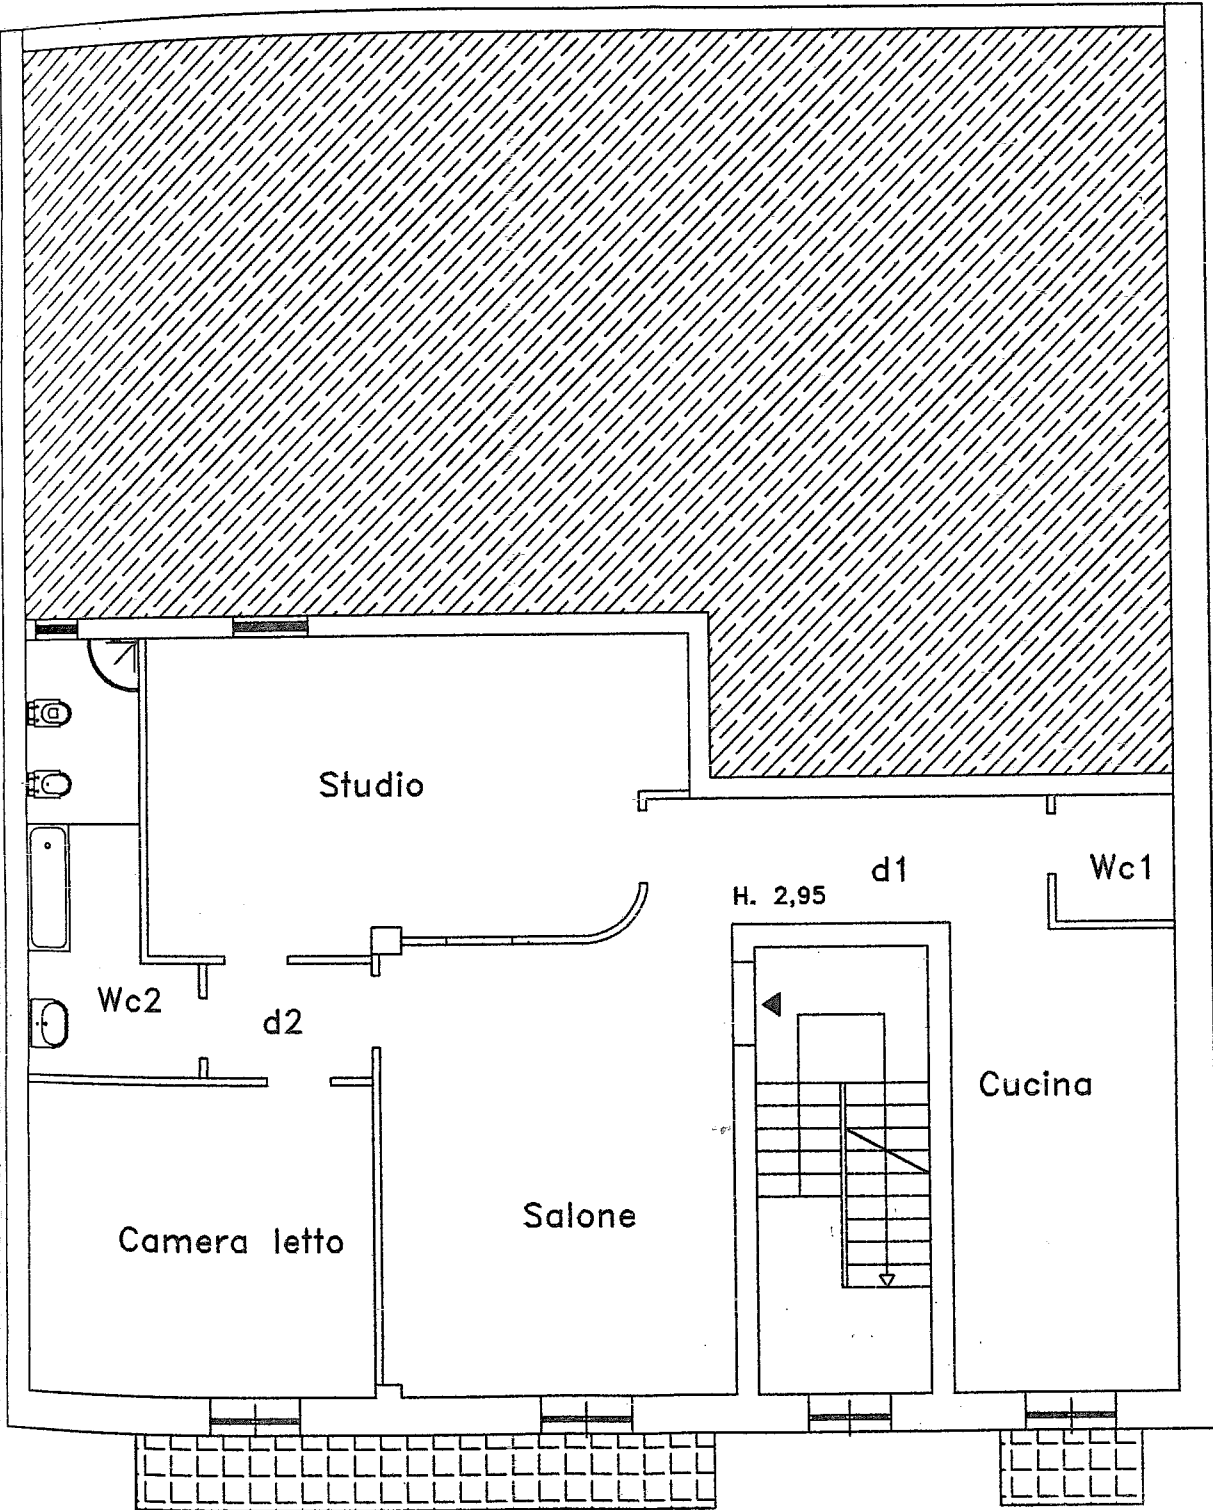 Studio
d1
Wc1
H. 2,95
Wc2
d2
Cucina
Salone
Camera letto